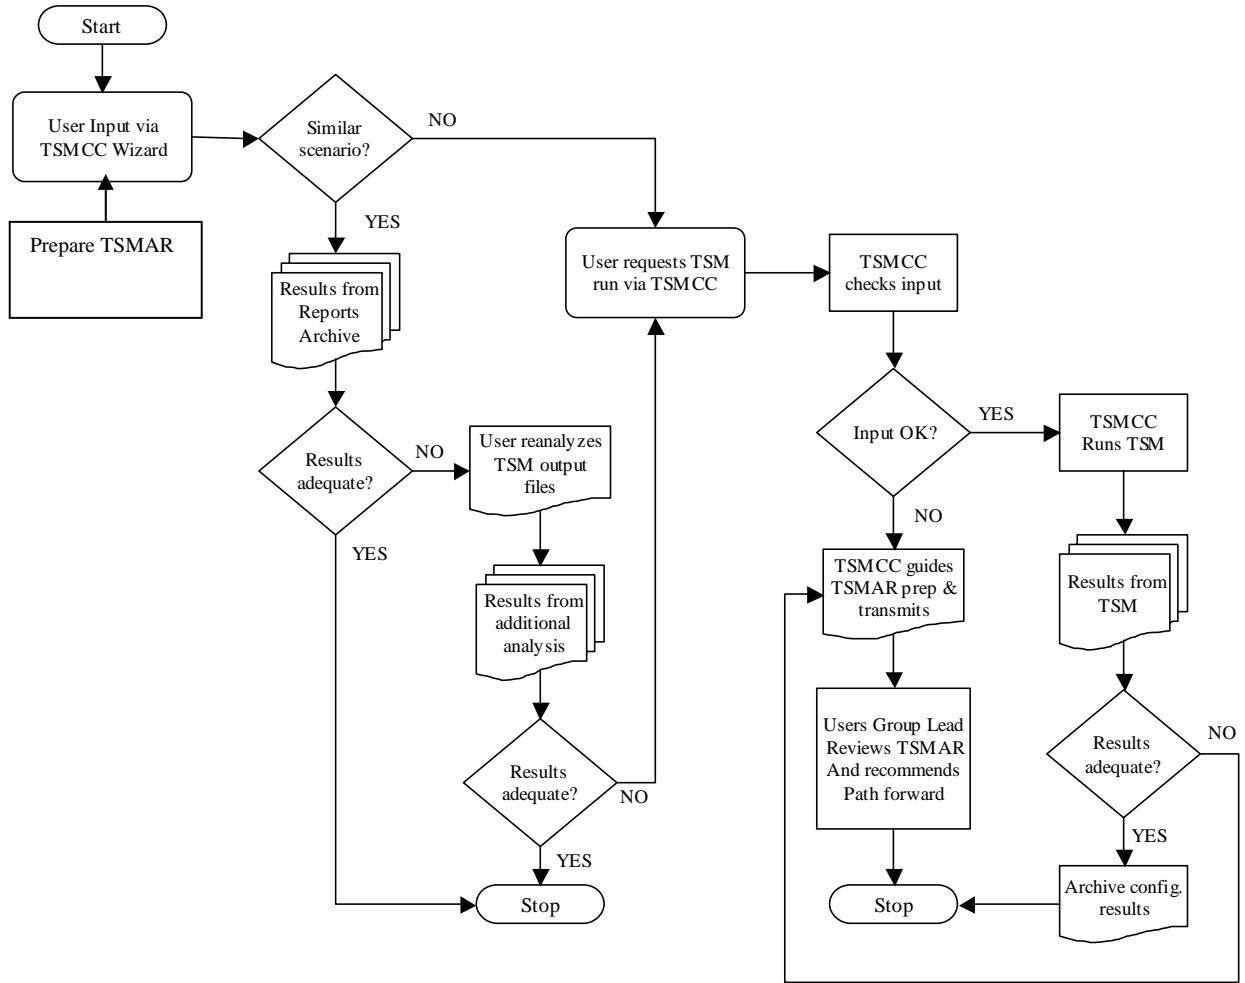 Start
User Input via
TSMCC Wizard
Prepare TSMAR
Similar
scenario?
NO
YES
Results from
Reports
Archive
Results
adequate?
NO
YES
User reanalyzes
TSM output
files
Results from
additional
analysis
Results
adequate?
NO
YES
Stop
User requests TSM
run via TSMCC
TSMCC
checks input
Input OK?
YES
NO
TSMCC guides
TSMAR prep &
transmits
Users Group Lead
Reviews TSMAR
And recommends
Path forward
Stop
TSMCC
Runs TSM
Results from
TSM
Results
adequate?
NO
YES
Archive config.
results